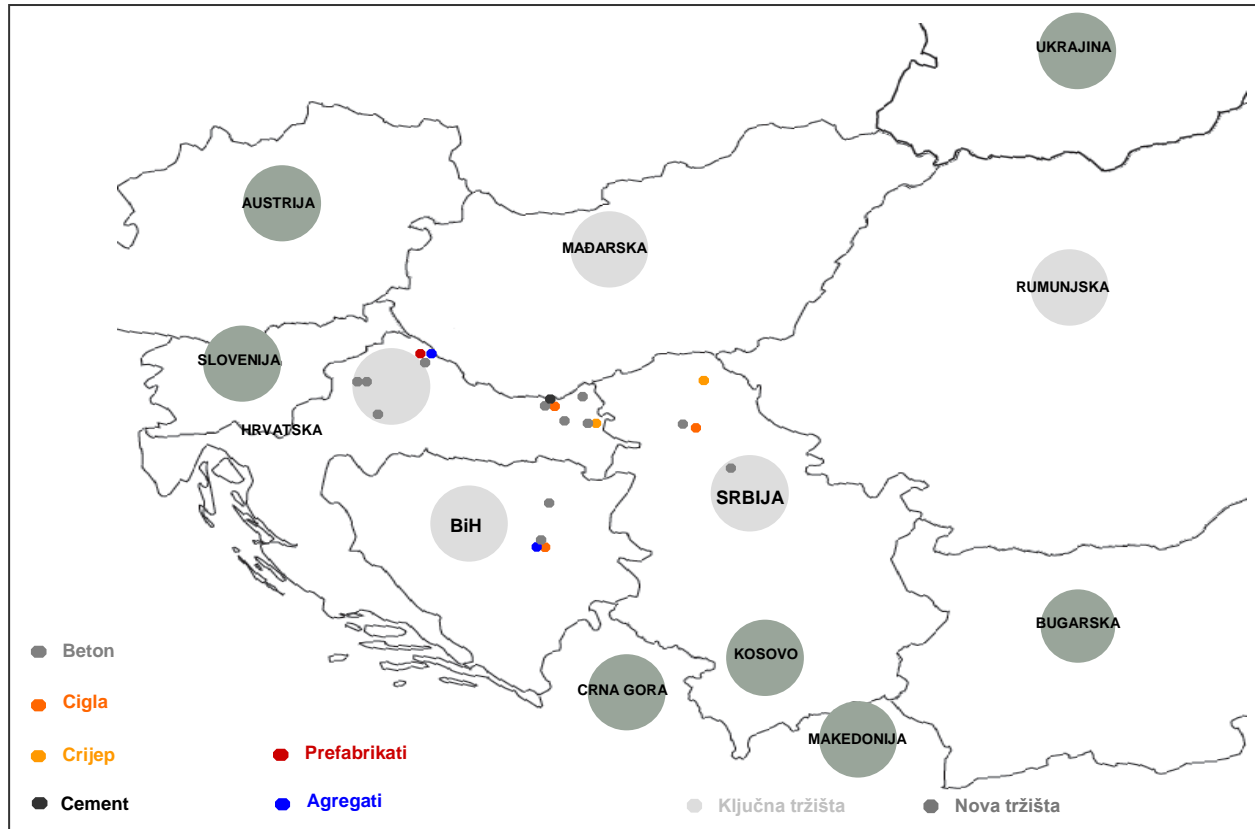 UKRAJINA
AUSTRIJA
MAĐARSKA
RUMUNJSKA
SLOVENIJA
HRVATSKA
SRBIJA
BiH
BUGARSKA
KOSOVO
CRNA GORA
MAKEDONIJA
Beton
Cigla
Crijep
Prefabrikati
Cement
Agregati
Ključna tržišta
Nova tržišta